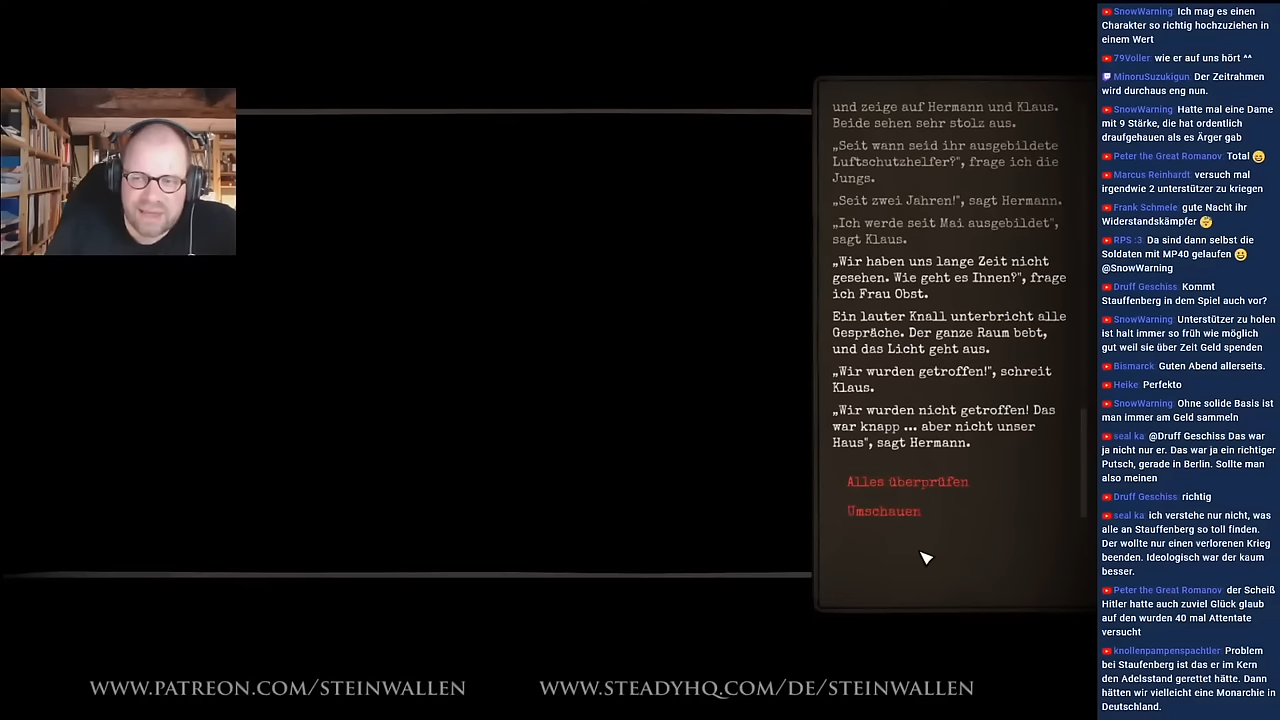 und zeige auf Hermann und Klaus.
Beide sehen sehr stolz aus.
„Seit wann seid ihr ausgebildete
Luftschutzhelfer?", frage ich die
Jungs.
„Seit zwei Jahren!", sagt Hermann.
„Ich werde seit Mai ausgebildet",
sagt Klaus.
„Wir haben uns lange Zeit nicht
gesehen. Wie geht es Ihnen?", frage
ich Frau Obst.
Ein lauter Knall unterbricht alle
Gespräche. Der ganze Raum bebt,
und das Licht geht aus.
„Wir wurden getroffen!", schreit
Klaus.
„Wir wurden nicht getroffen! Das
war knapp ... aber nicht unser
Haus", sagt Hermann.
Alles überprüfen
Umschauen
WWW.PATREON.COM/STEINWALLEN
WWW.STEADYHQ.COM/DE/STEINWALLEN
SnowWarning: Ich mag es einen
Charakter so richtig hochzuziehen in
einem Wert
79Voller: wie er auf uns hört ^^
MinoruSuzukigun: Der Zeitrahmen
wird durchaus eng nun.
SnowWarning: Hatte mal eine Dame
mit 9 Stärke, die hat ordentlich
draufgehauen als es Ärger gab
Peter the Great Romanov: Total 😄
Marcus Reinhardt: versuch mal
irgendwie 2 unterstützer zu kriegen
Frank Schmele: gute Nacht ihr
Widerstandskämpfer 😴
RPS :3: Da sind dann selbst die
Soldaten mit MP40 gelaufen 😄
@SnowWarning
Druff Geschiss: Kommt
Stauffenberg in dem Spiel auch vor?
SnowWarning: Unterstützer zu holen
ist halt immer so früh wie möglich
gut weil sie über Zeit Geld spenden
Bismarck: Guten Abend allerseits.
Heike: Perfekto
SnowWarning: Ohne solide Basis ist
man immer am Geld sammeln
seal ka: @Druff Geschiss Das war
ja nicht nur er. Das war ja ein richtiger
Putsch, gerade in Berlin. Sollte man
also meinen
Druff Geschiss: richtig
seal ka: ich verstehe nur nicht, was
alle an Stauffenberg so toll finden.
Der wollte nur einen verlorenen Krieg
beenden. Ideologisch war der kaum
besser.
Peter the Great Romanov: der Scheiß
Hitler hatte auch zuviel Glück glaub
auf den wurden 40 mal Attentate
versucht
knollenpampenspachtler: Problem
bei Staufenberg ist das er im Kern
den Adelsstand gerettet hätte. Dann
hätten wir vielleicht eine Monarchie in
Deutschland.